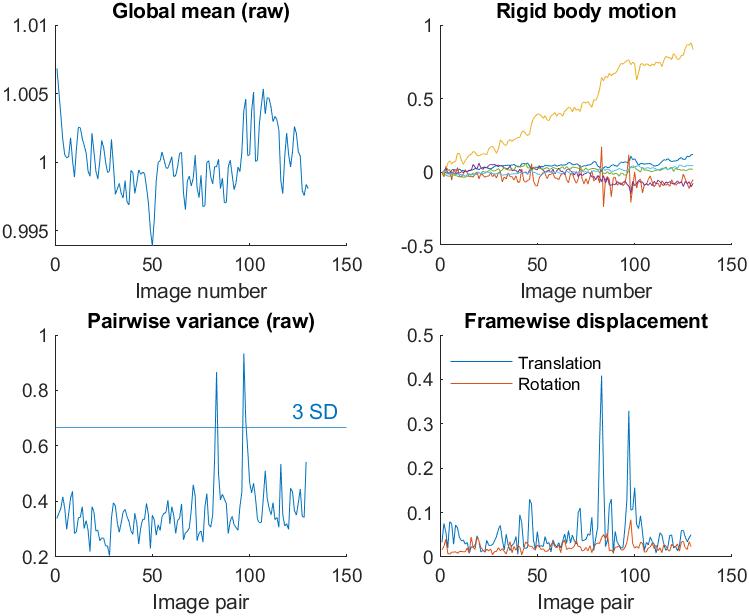 Global mean (raw)
1.01
1.005
1
0.995
0 50 100 150
Image number
Rigid body motion
1
0.5
0
-0.5
0 50 100 150
Image number
Pairwise variance (raw)
1
0.8
0.6
0.4
0.2
3 SD
0 50 100 150
Image pair
Framewise displacement
0.5
0.4
0.3
0.2
0.1
0
Translation
Rotation
0 50 100 150
Image pair